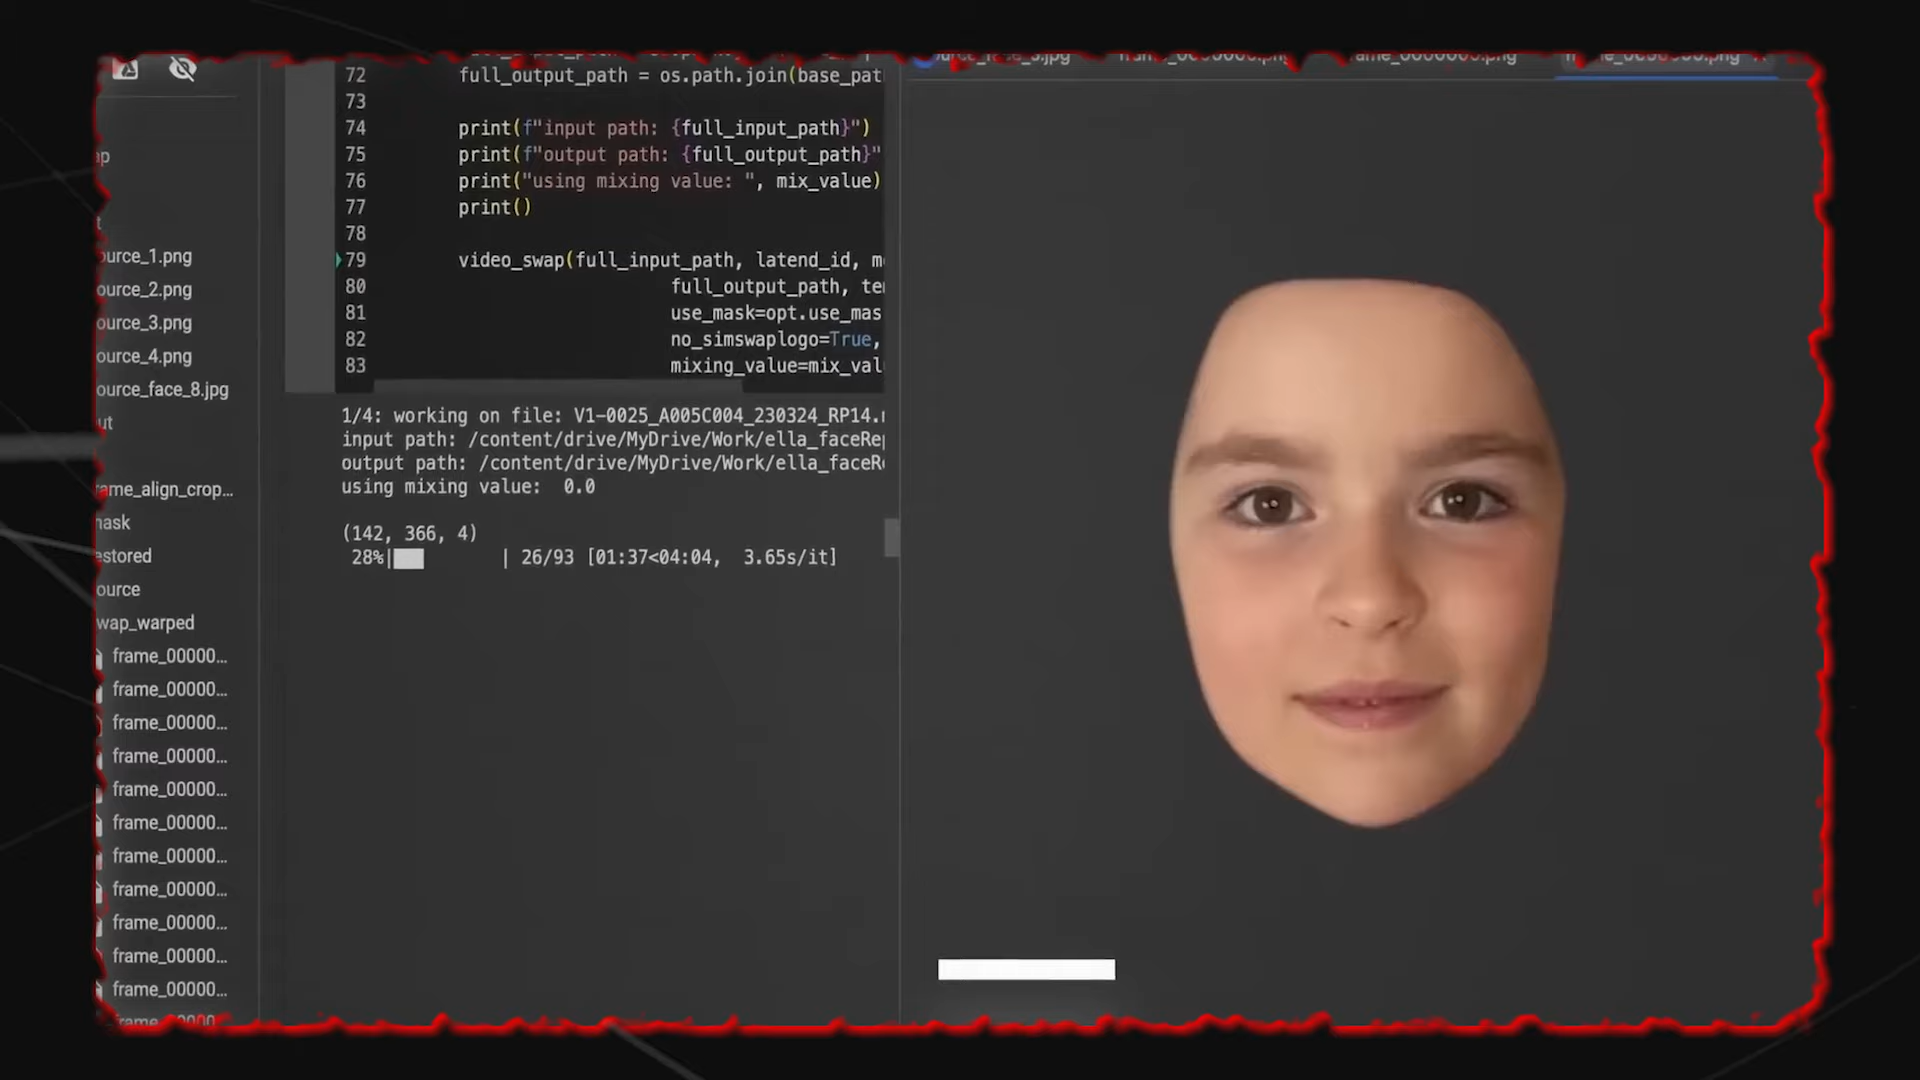 ap
t
ource_1.png
ource_2.png
ource_3.png
ource_4.png
ource_face_8.jpg
ut
rame_align_crop...
mask
estored
ource
wap_warped
frame_00000...
frame_00000...
frame_00000...
frame_00000...
frame_00000...
frame_00000...
frame_00000...
frame_00000...
frame_00000...
frame_00000...
frame_00000...
72 full_output_path = os.path.join(base_pat
73
74 print(f"input path: {full_input_path}")
75 print(f"output path: {full_output_path}"
76 print("using mixing value: ", mix_value)
77 print()
78
79 video_swap(full_input_path, latend_id, m
80 full_output_path, te
81 use_mask=opt.use_mas
82 no_simswaplogo=True,
83 mixing_value=mix_val
1/4: working on file: V1-0025_A005C004_230324_RP14.
input path: /content/drive/MyDrive/Work/ella_faceRe
output path: /content/drive/MyDrive/Work/ella_faceR
using mixing value: 0.0
(142, 366, 4)
28%| | 26/93 [01:37<04:04, 3.65s/it]